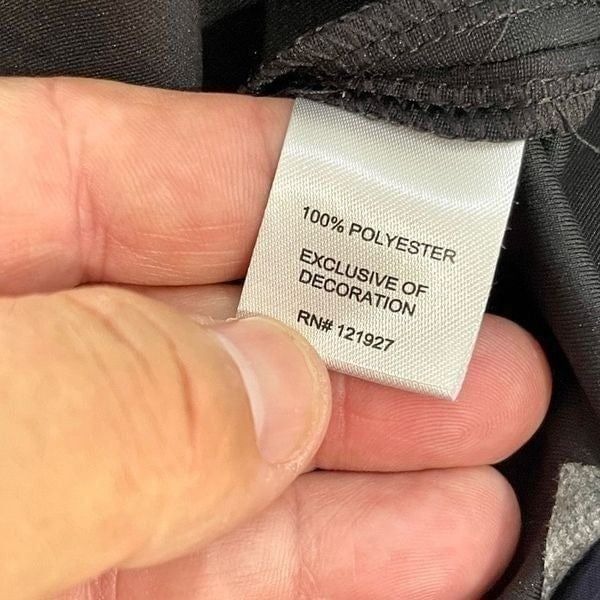 100% POLYESTER
EXCLUSIVE OF
DECORATION
RN# 121927